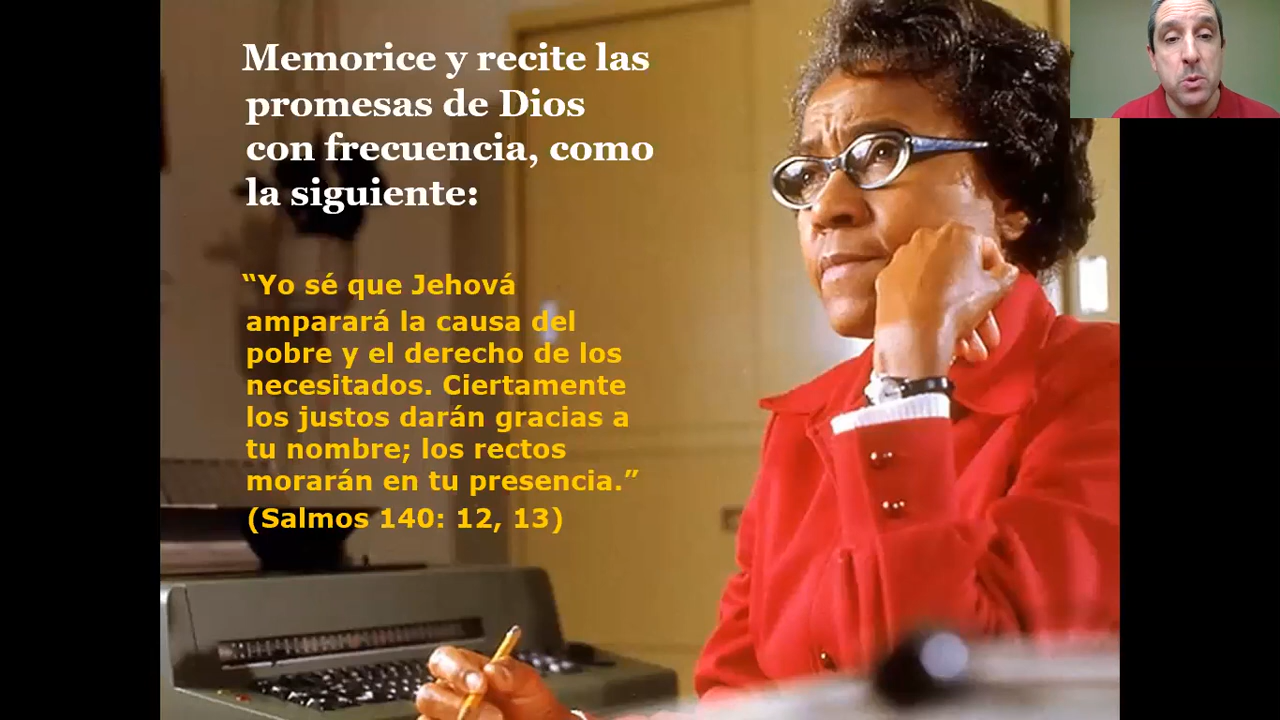 Memorice y recite las
promesas de Dios
con frecuencia, como
la siguiente:
“Yo sé que Jehová
amparará la causa del
pobre y el derecho de los
necesitados. Ciertamente
los justos darán gracias a
tu nombre; los rectos
morarán en tu presencia.”
(Salmos 140: 12, 13)